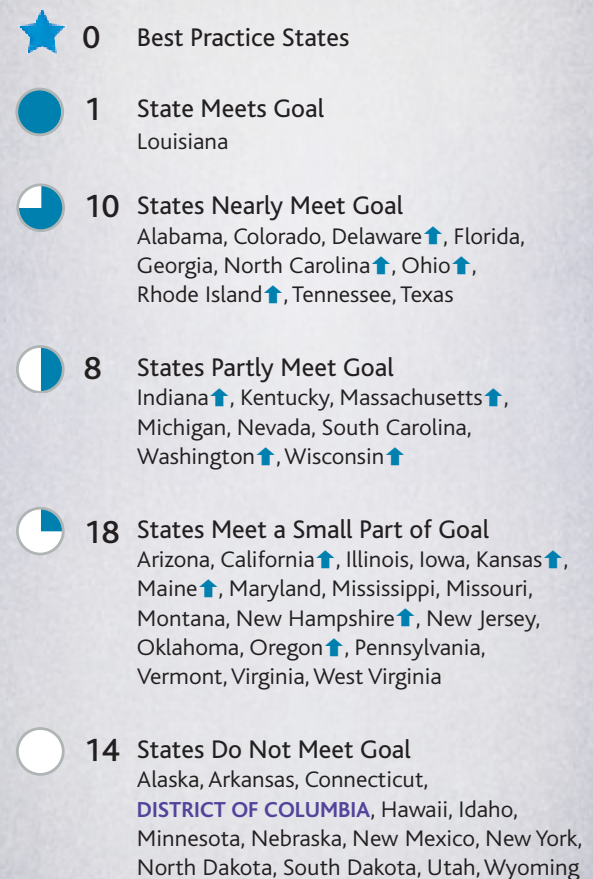 0 Best Practice States
1 State Meets Goal
Louisiana
10 States Nearly Meet Goal
Alabama, Colorado, Delaware⬆, Florida,
Georgia, North Carolina⬆, Ohio⬆,
Rhode Island⬆, Tennessee, Texas
8 States Partly Meet Goal
Indiana⬆, Kentucky, Massachusetts⬆,
Michigan, Nevada, South Carolina,
Washington⬆, Wisconsin⬆
18 States Meet a Small Part of Goal
Arizona, California⬆, Illinois, Iowa, Kansas⬆,
Maine⬆, Maryland, Mississippi, Missouri,
Montana, New Hampshire⬆, New Jersey,
Oklahoma, Oregon⬆, Pennsylvania,
Vermont, Virginia, West Virginia
14 States Do Not Meet Goal
Alaska, Arkansas, Connecticut,
DISTRICT OF COLUMBIA, Hawaii, Idaho,
Minnesota, Nebraska, New Mexico, New York,
North Dakota, South Dakota, Utah, Wyoming